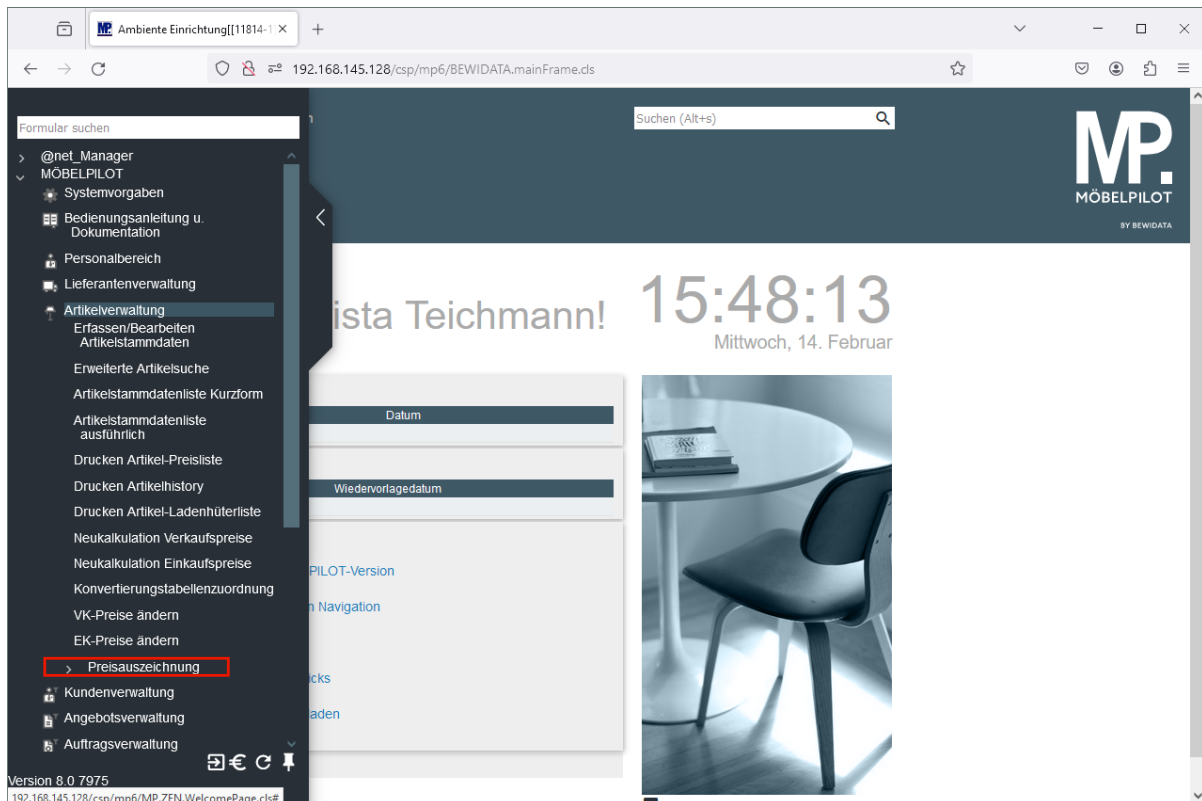 Ambiente Einrichtung[[11814-1]
192.168.145.128/csp/mp6/BEWIDATA.mainFrame.cls
Formular suchen
Suchen (Alt+s)
@net_Manager
MÖBELPILOT
Systemvorgaben
Bedienungsanleitung u.
Dokumentation
Personalbereich
Lieferantenverwaltung
Artikelverwaltung
Erfassen/Bearbeiten
Artikelstammdaten
Erweiterte Artikelsuche
Artikelstammdatenliste Kurzform
Artikelstammdatenliste
ausführlich
Drucken Artikel-Preisliste
Drucken Artikelhistory
Drucken Artikel-Ladenhüterliste
Neukalkulation Verkaufspreise
Neukalkulation Einkaufspreise
Konvertierungstabellenzuordnung
VK-Preise ändern
EK-Preise ändern
Preisauszeichnung
Kundenverwaltung
Angebotsverwaltung
Auftragsverwaltung
Version 8.0 7975
192.168.145.128/csp/mp6/MP.ZEN.WelcomePage.cls#
MP.
MÖBELPILOT
BY BEWIDATA
ista Teichmann!
15:48:13
Mittwoch, 14. Februar
Datum
Wiedervorlagedatum
PILOT-Version
n Navigation
cks
aden